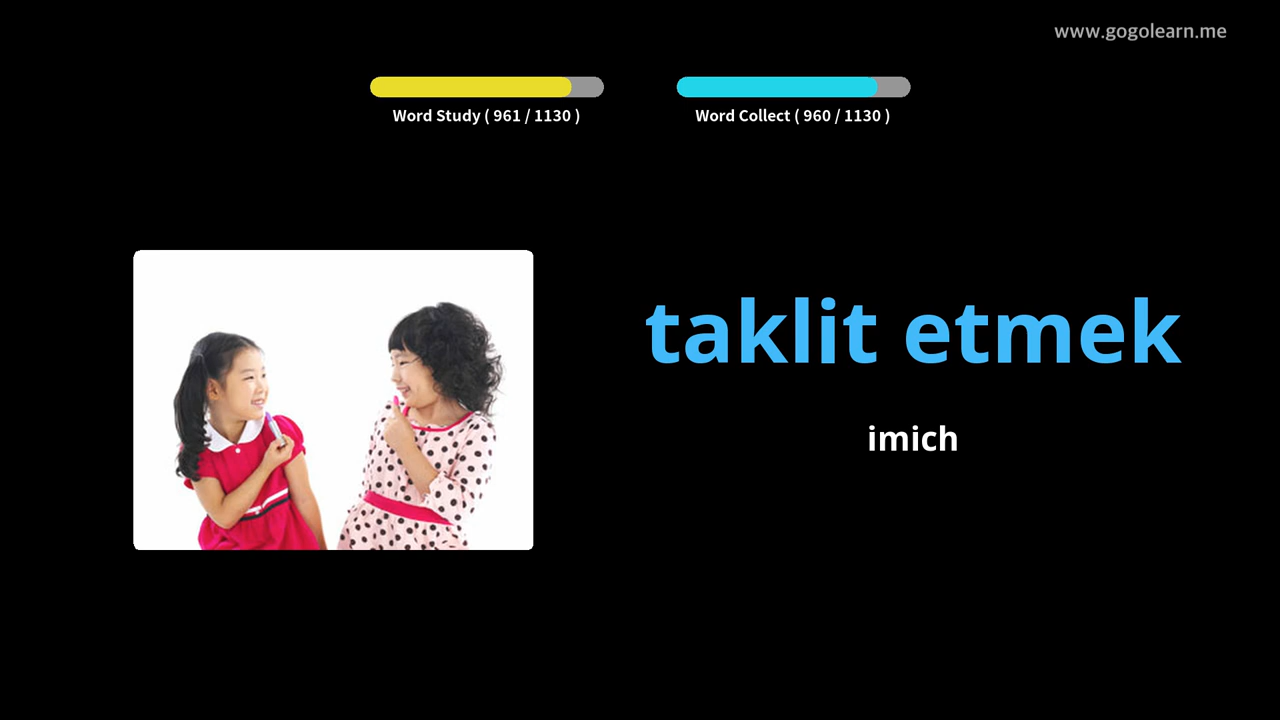 www.gogolearn.me
Word Study ( 961 / 1130 )
Word Collect ( 960 / 1130 )
taklit etmek
imich